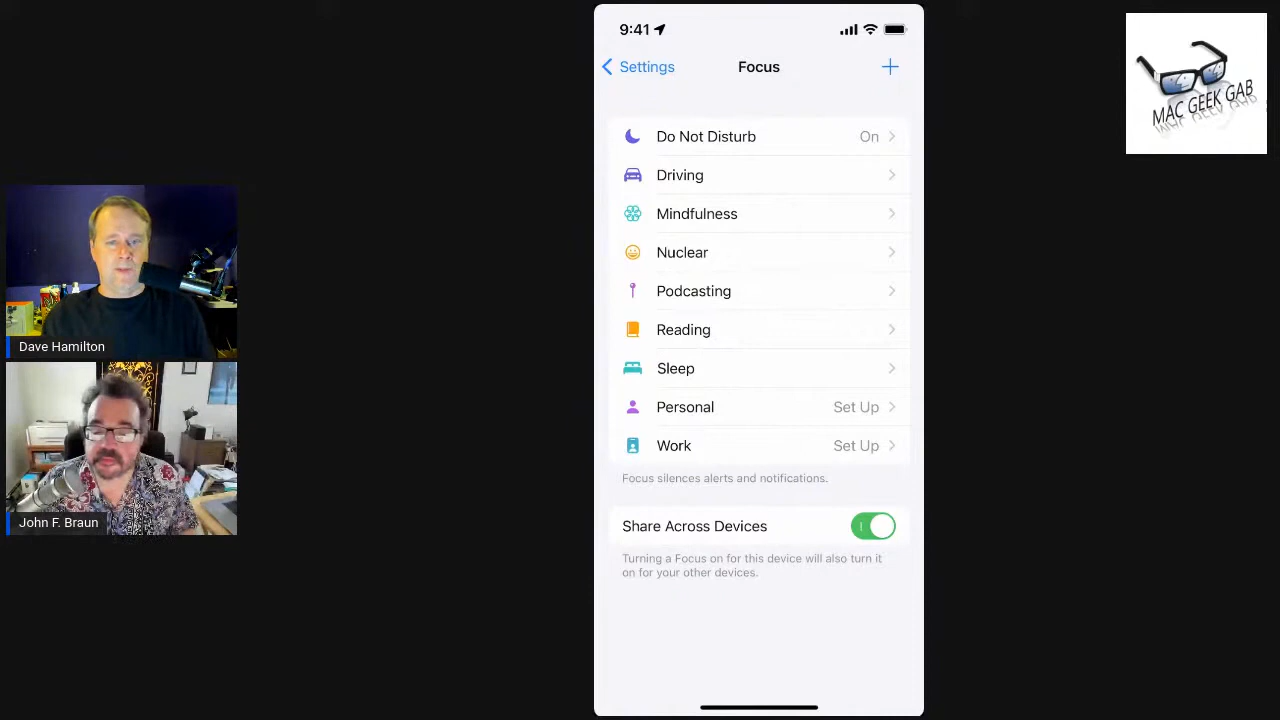 9:41
Settings
Focus
Do Not Disturb On
Driving
Mindfulness
Nuclear
Podcasting
Reading
Sleep
Personal Set Up
Work Set Up
Focus silences alerts and notifications.
Share Across Devices
Turning a Focus on for this device will also turn it
on for your other devices.
Dave Hamilton
John F. Braun
MAC GEEK GAB